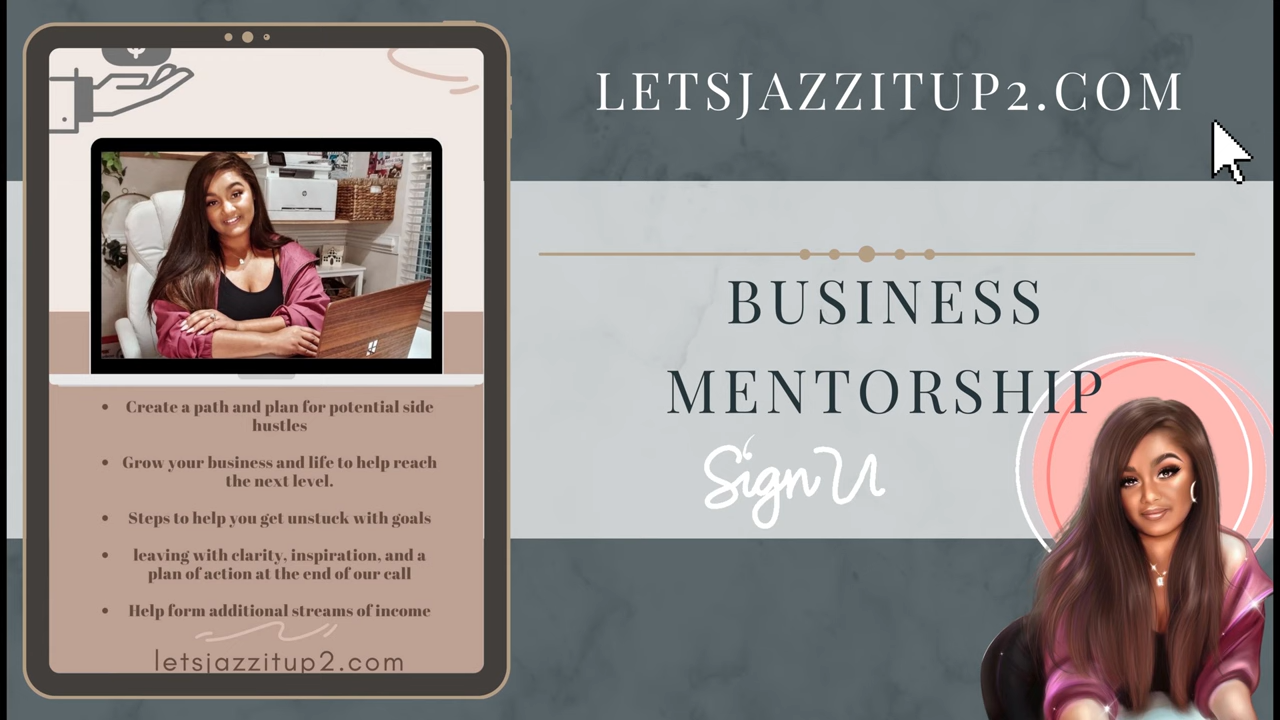 LETSJAZZITUP2.COM
BUSINESS
MENTORSHIP
Sign U
Create a path and plan for potential side
hustles
Grow your business and life to help reach
the next level.
Steps to help you get unstuck with goals
leaving with clarity, inspiration, and a
plan of action at the end of our call
Help form additional streams of income
letsjazzitup2.com